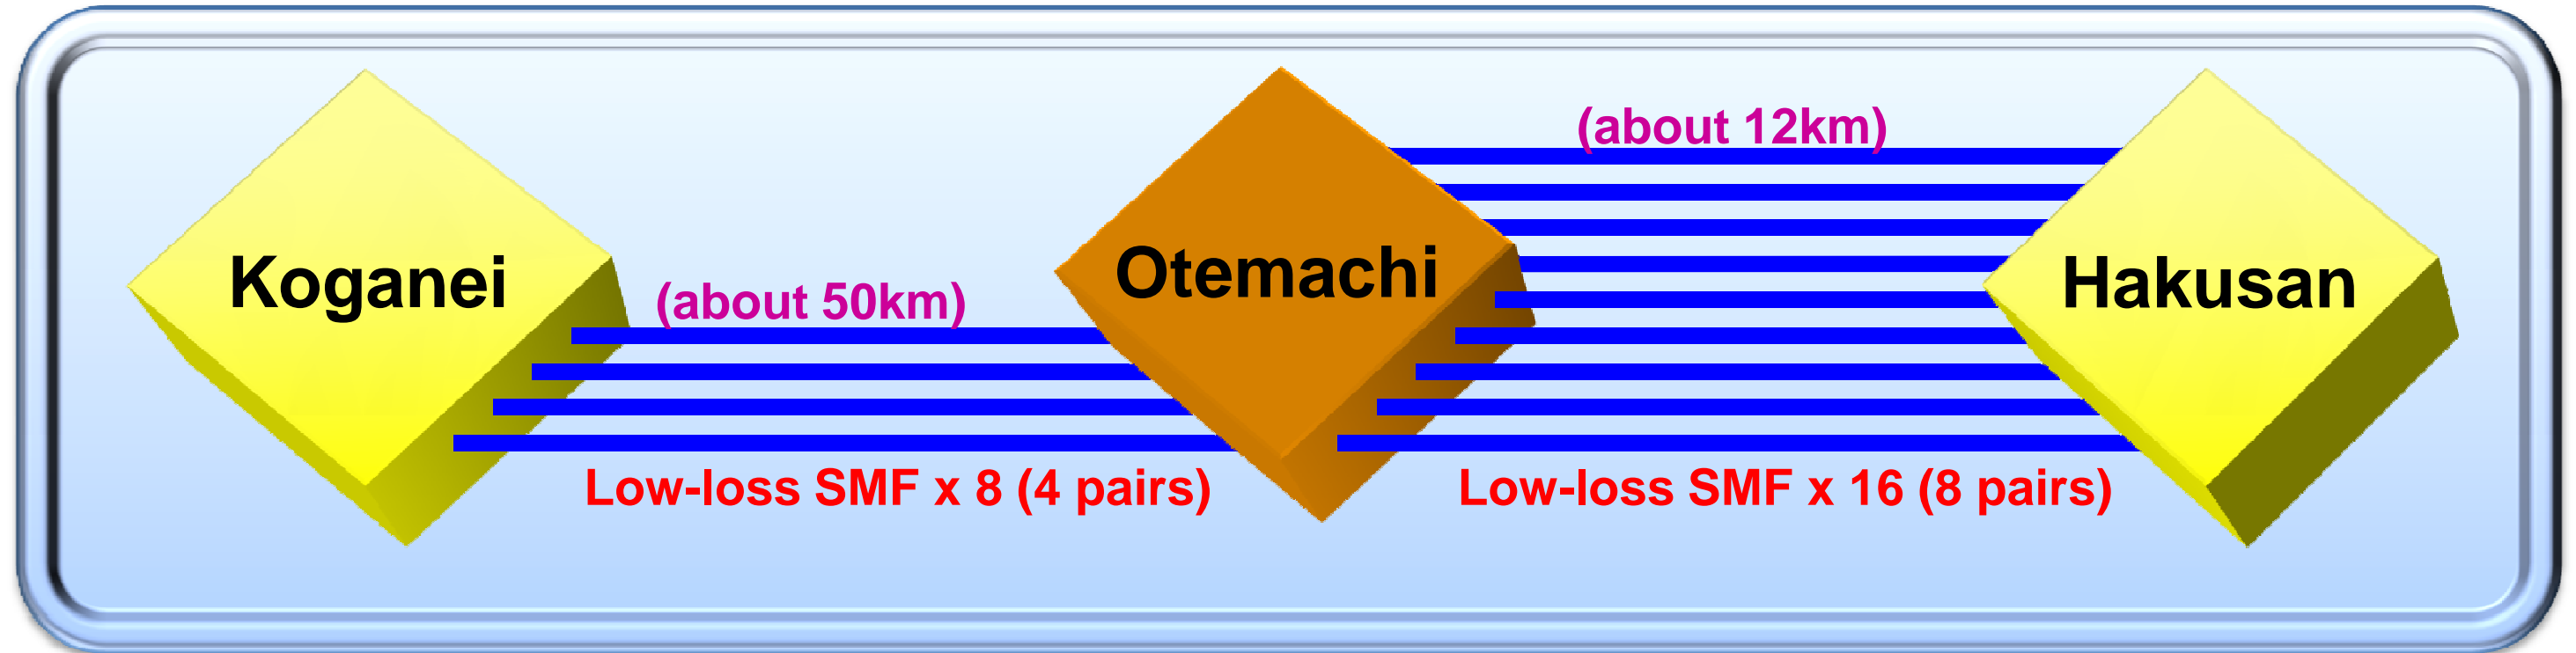 Koganei
(about 50km)
Low-loss SMF x 8 (4 pairs)
Otemachi
(about 12km)
Low-loss SMF x 16 (8 pairs)
Hakusan